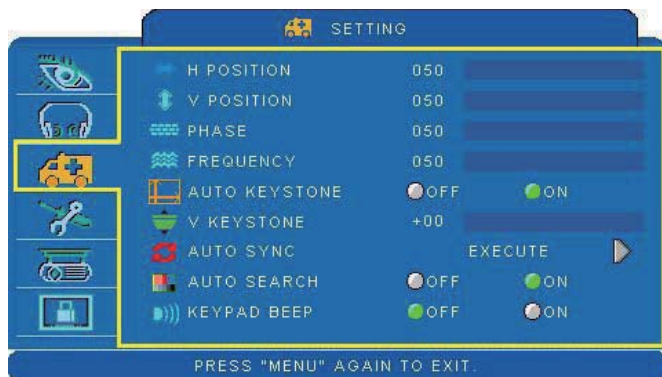 SETTING
H POSITION 050
V POSITION 050
PHASE 050
FREQUENCY 050
AUTO KEYSTONE OFF ON
V KEYSTONE +00
AUTO SYNC EXECUTE
AUTO SEARCH OFF ON
KEYPAD BEEP OFF ON
PRESS "MENU" AGAIN TO EXIT.